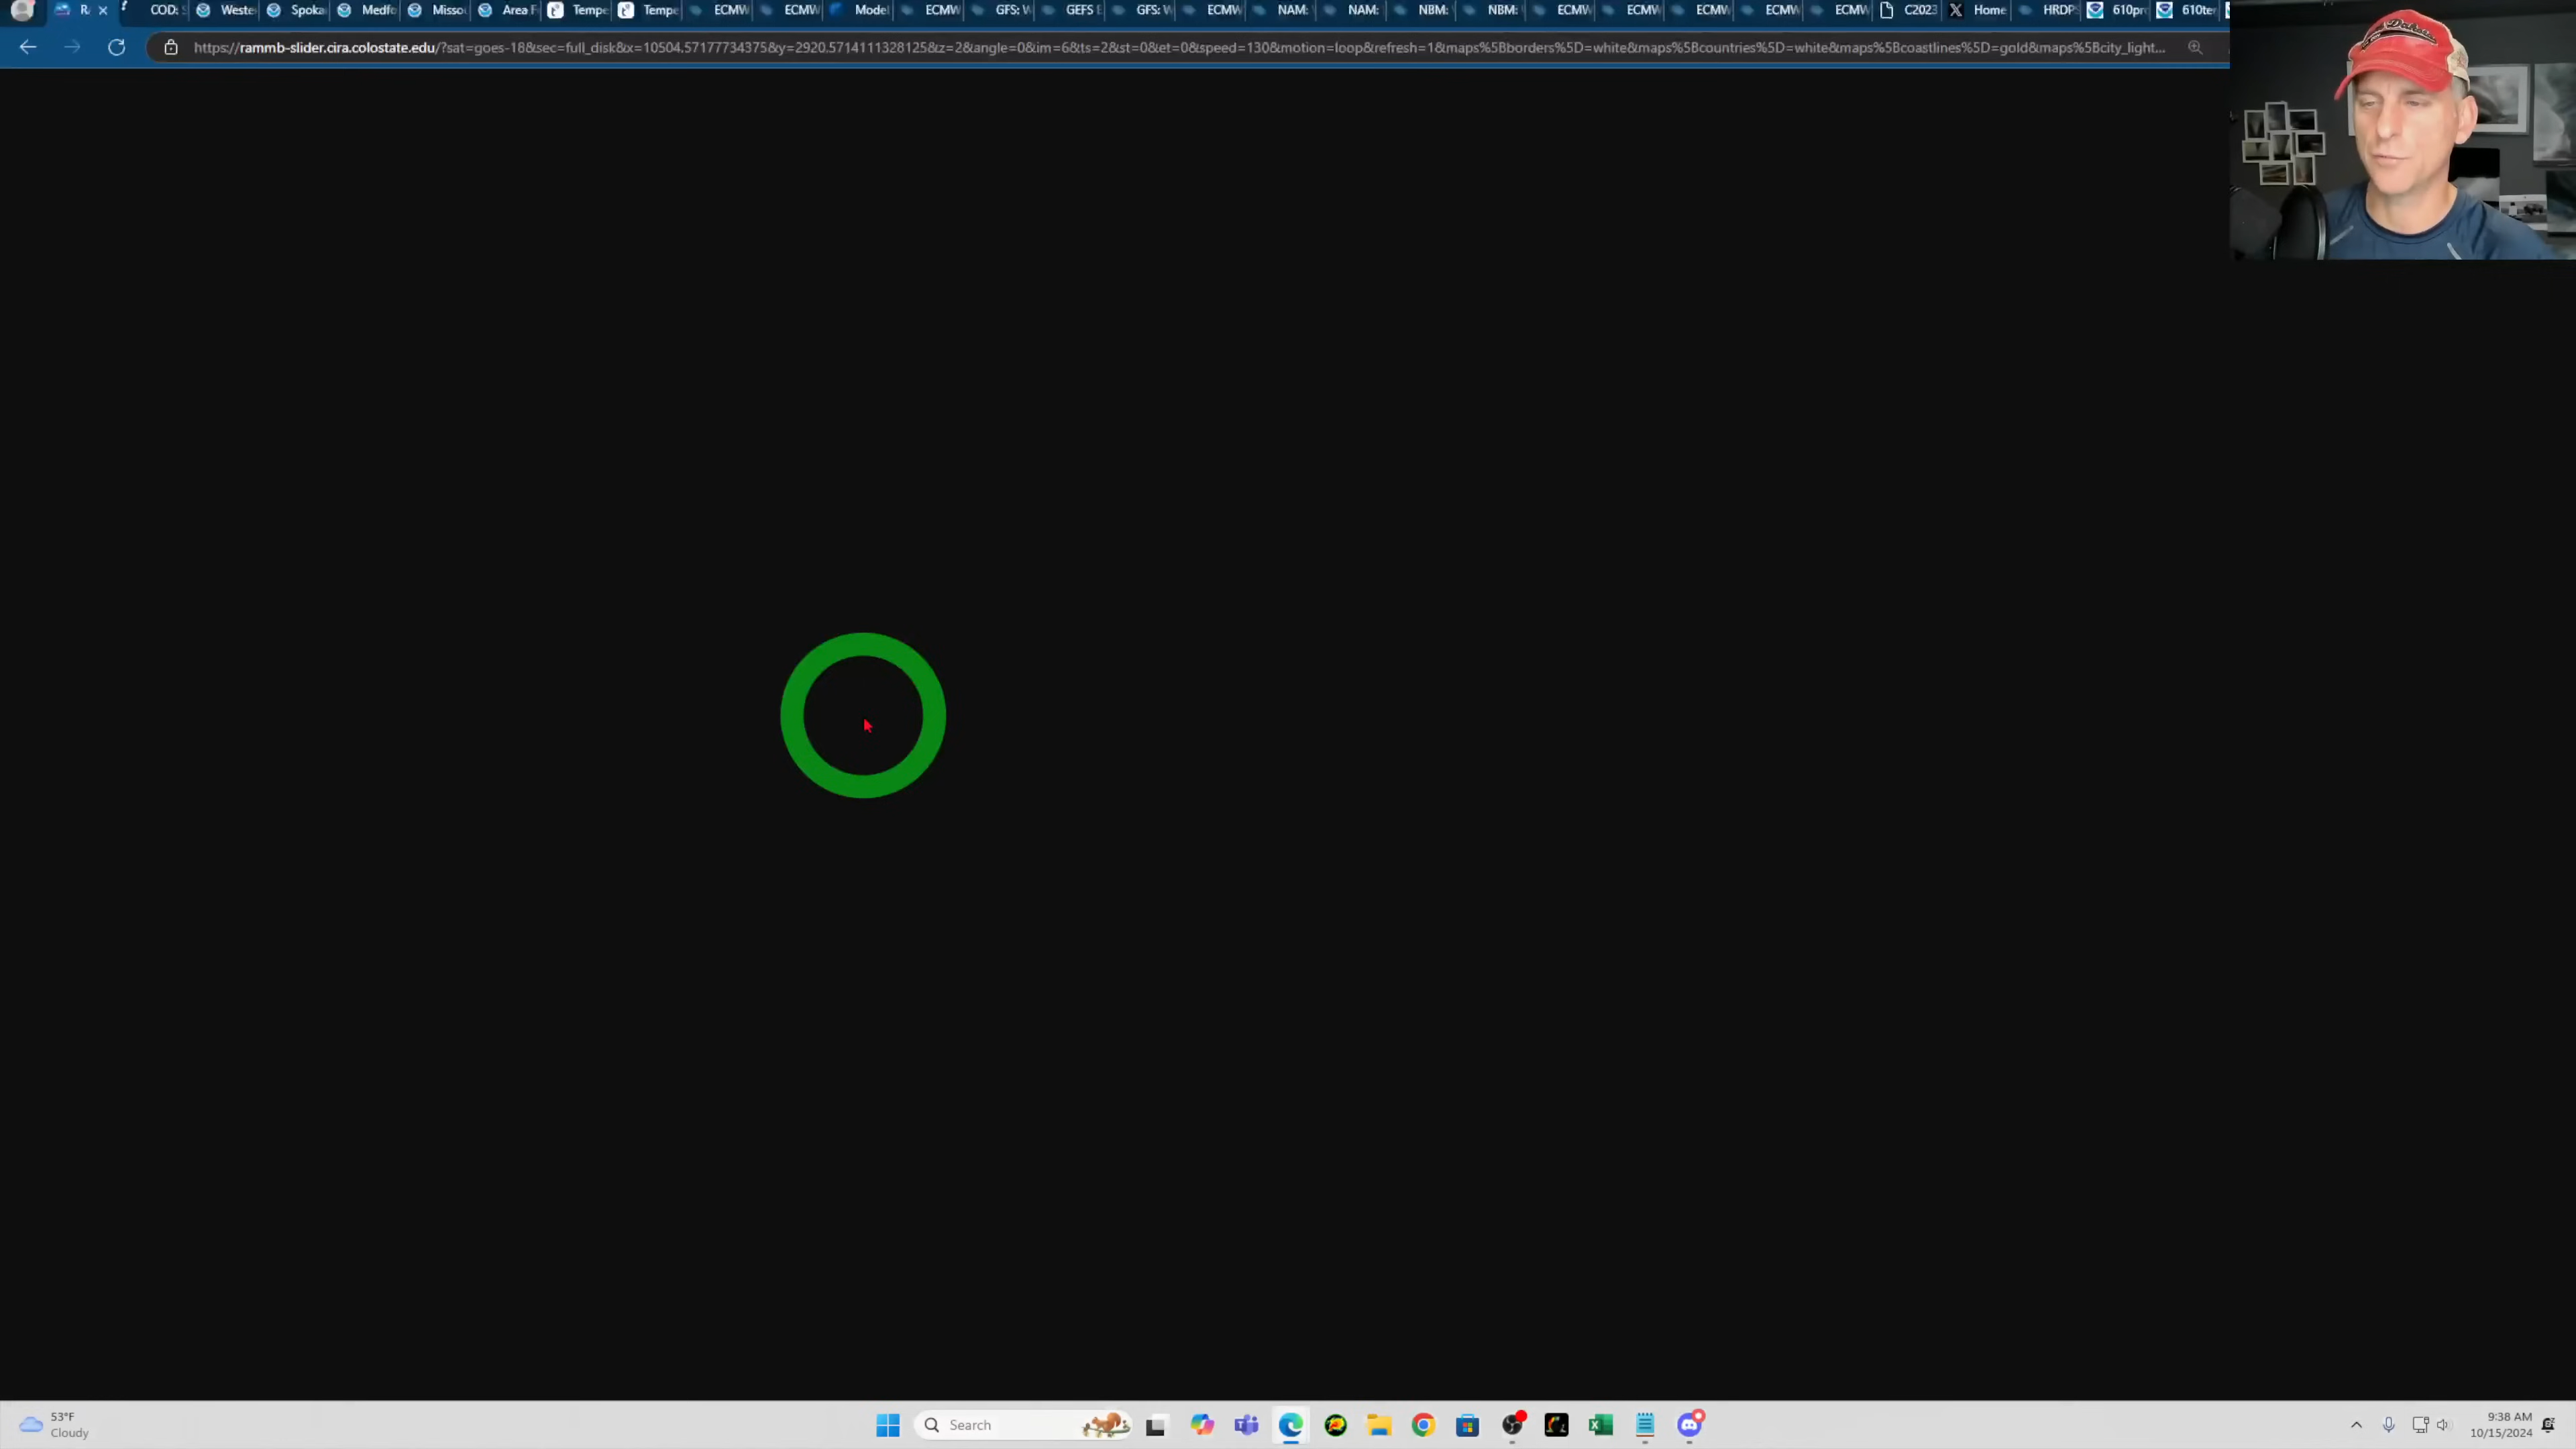 R
COD: S
Weste
Spoka
Medfo
Misso
Area F
Tempe
Tempe
ECMW
ECMW
Model
ECMW
GFS: W
GEFS E
GFS: W
ECMW
NAM:
NAM:
NBM:
NBM:
ECMW
ECMW
ECMW
ECMW
ECMW
C2023
Home
HRDPS
610pr
610te
https://rammb-slider.cira.colostate.edu/?sat=goes-18&sec=full_disk&x=10504.57177734375&y=2920.5714111328125&z=2&angle=0&im=6&ts=2&st=0&et=0&speed=130&motion=loop&refresh=1&maps%5Bborders%5D=white&maps%5Bcountries%5D=white&maps%5Bcoastlines%5D=gold&maps%5Bcity_light...
53°F
Cloudy
Search
9:38 AM
10/15/2024